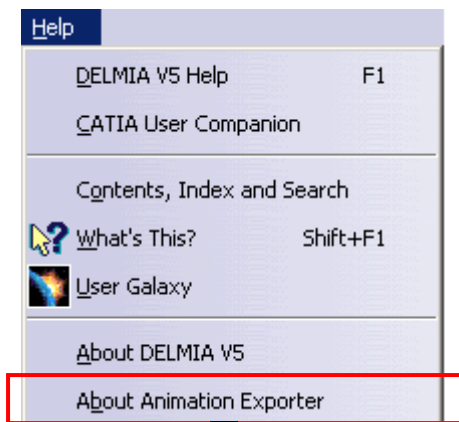 Help
DELMIA V5 Help F1
CATIA User Companion
Contents, Index and Search
What's This? Shift+F1
User Galaxy
About DELMIA V5
About Animation Exporter